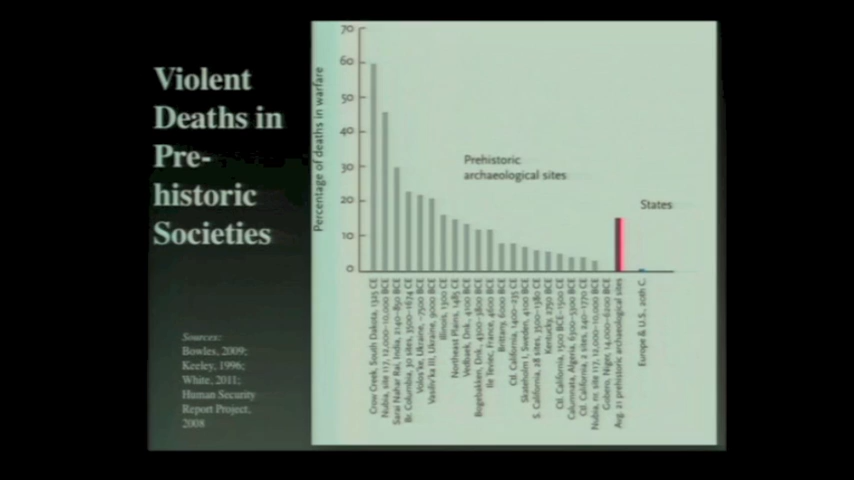 Violent
Deaths in
Pre-
historic
Societies
Sources:
Bowles, 2009;
Keeley, 1996;
White, 2011;
Human Security
Report Project,
2008
Percentage of deaths in warfare
70
60
50
40
30
20
10
0
Prehistoric
archaeological sites
States
Crow Creek, South Dakota, 1325 CE
Nubia, site 117, 12,000–10,000 BCE
Sarai Nahar Rai, India, 2140–850 BCE
Br. Columbia, 30 sites, 3500–1674 CE
Volos'ke, Ukraine, ~7500 BCE
Vasiliv'ka III, Ukraine, 9000 BCE
Illinois, 1300 CE
Northeast Plains, 1485 CE
Vedbaek, Dnk., 4100 BCE
Bogebakken, Dnk., 4300–3800 BCE
Ile Teviec, France, 4600 BCE
Brittany, 6000 BCE
Ctl. California, 1400–235 CE
Skateholm I, Sweden, 4100 BCE
S. California, 28 sites, 3500–1380 CE
Kentucky, 2750 BCE
Ctl. California, 1500 BCE–1500 CE
Calumnata, Algeria, 6300–5300 BCE
Ctl. California, 2 sites, 240–1770 CE
Nubia, nr. site 117, 12,000–10,000 BCE
Gobero, Niger, 14,000–6200 BCE
Avg. 21 prehistoric archaeological sites
Europe & U.S., 20th C.